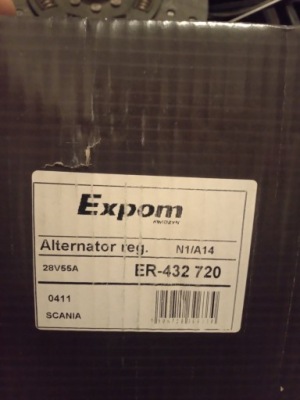 Expom
Alternator reg. N1/A14
28V55A ER-432 720
0411
SCANIA